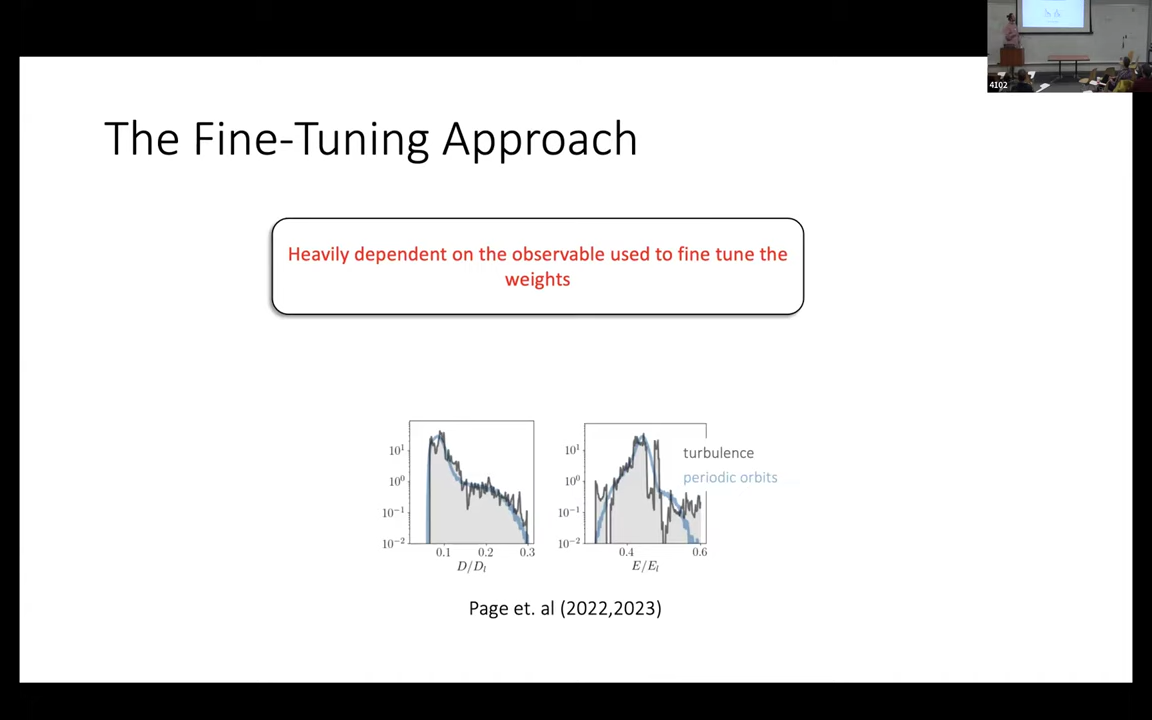 4102
The Fine-Tuning Approach
Heavily dependent on the observable used to fine tune the
weights
10¹
10⁰
10⁻¹
10⁻²
0.1 0.2 0.3
D/Dₗ
10¹
10⁰
10⁻¹
10⁻²
0.4 0.6
E/Eₗ
turbulence
periodic orbits
Page et. al (2022,2023)